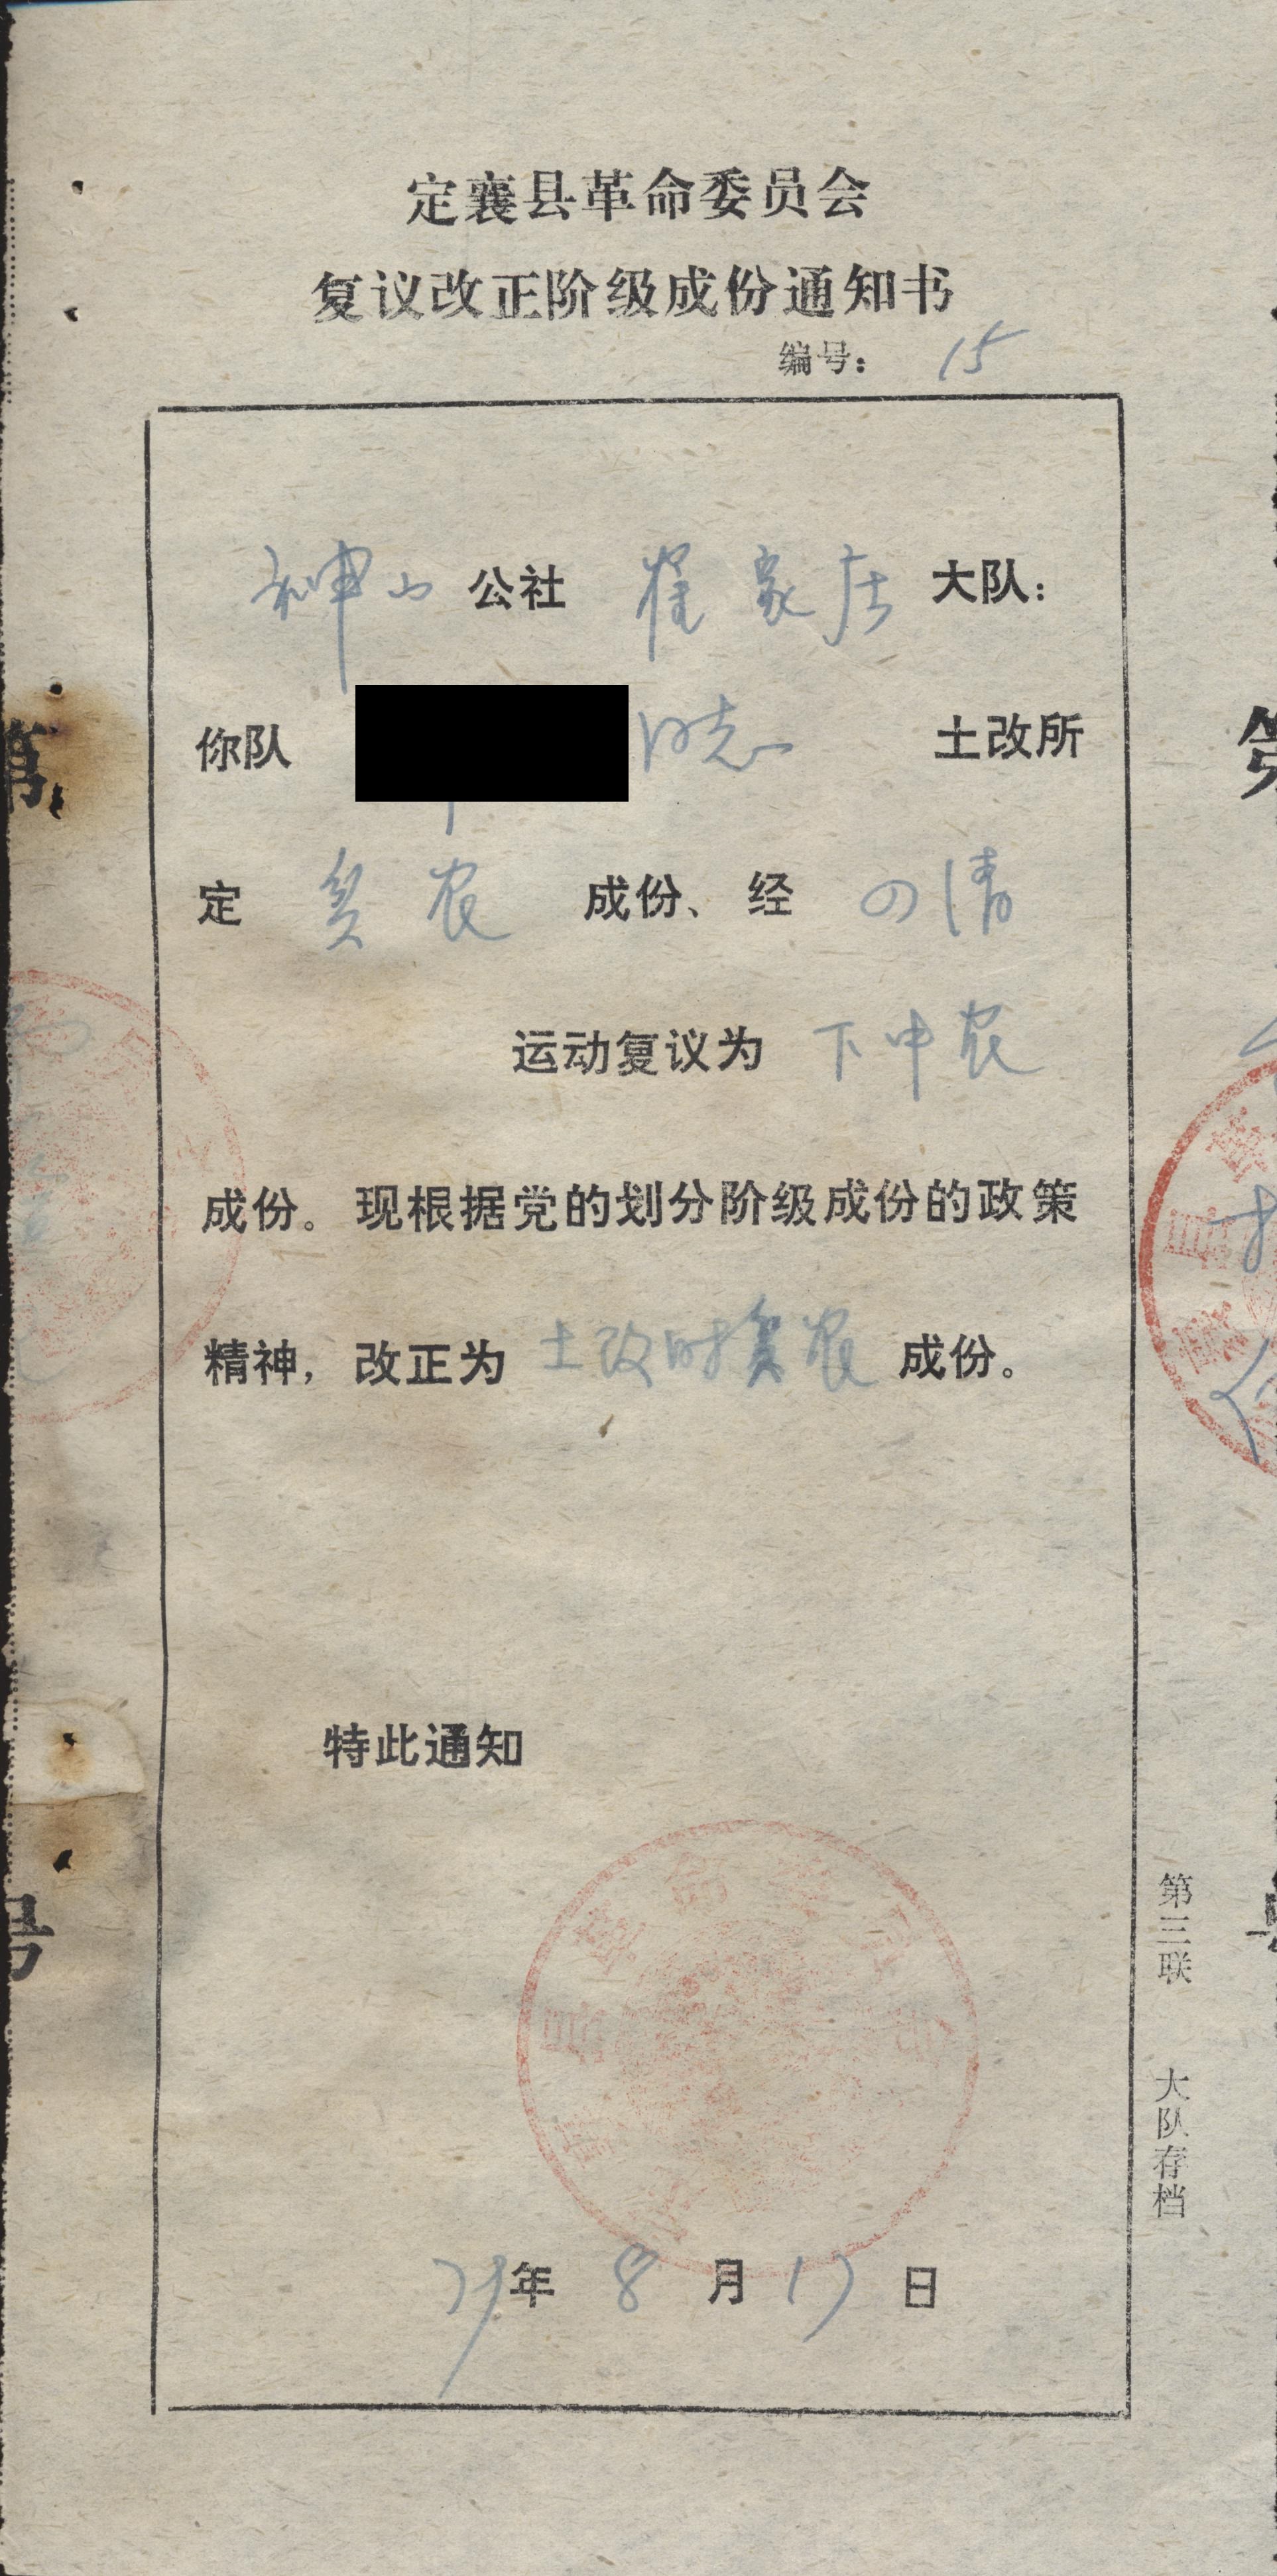 定襄县革命委员会
复议改正阶级成份通知书
编号： 15
神山 公社 崔家庄 大队：
你队 同志 土改所
定 贫农 成份、经 四清
运动复议为 下中农
成份。现根据党的划分阶级成份的政策
精神，改正为 土改时贫农 成份。
特此通知
79年 8 月 17 日
第三联 大队存档
第
号